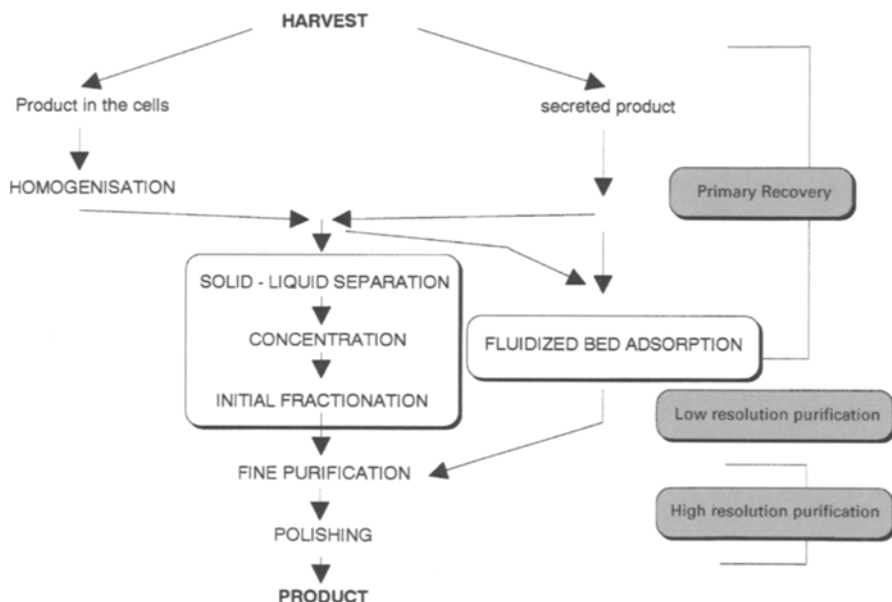 HARVEST
Product in the cells
secreted product
HOMOGENISATION
Primary Recovery
SOLID - LIQUID SEPARATION
CONCENTRATION
FLUIDIZED BED ADSORPTION
INITIAL FRACTIONATION
Low resolution purification
FINE PURIFICATION
High resolution purification
POLISHING
PRODUCT